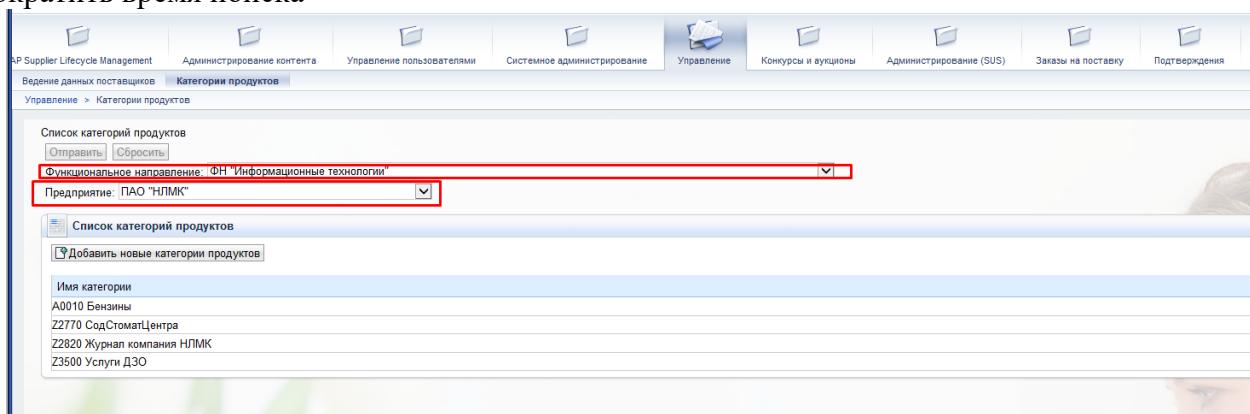 кратить время поиска
AP Supplier Lifecycle Management Администрирование контента Управление пользователями Системное администрирование Управление Конкурсы и аукционы Администрирование (SUS) Заказы на поставку Подтверждения
Ведение данных поставщиков Категории продуктов
Управление > Категории продуктов
Список категорий продуктов
Отправить Сбросить
Функциональное направление: ФН "Информационные технологии"
Предприятие: ПАО "НЛМК"
Список категорий продуктов
Добавить новые категории продуктов
Имя категории
A0010 Бензины
Z2770 СодСтоматЦентра
Z2820 Журнал компания НЛМК
Z3500 Услуги ДЗО